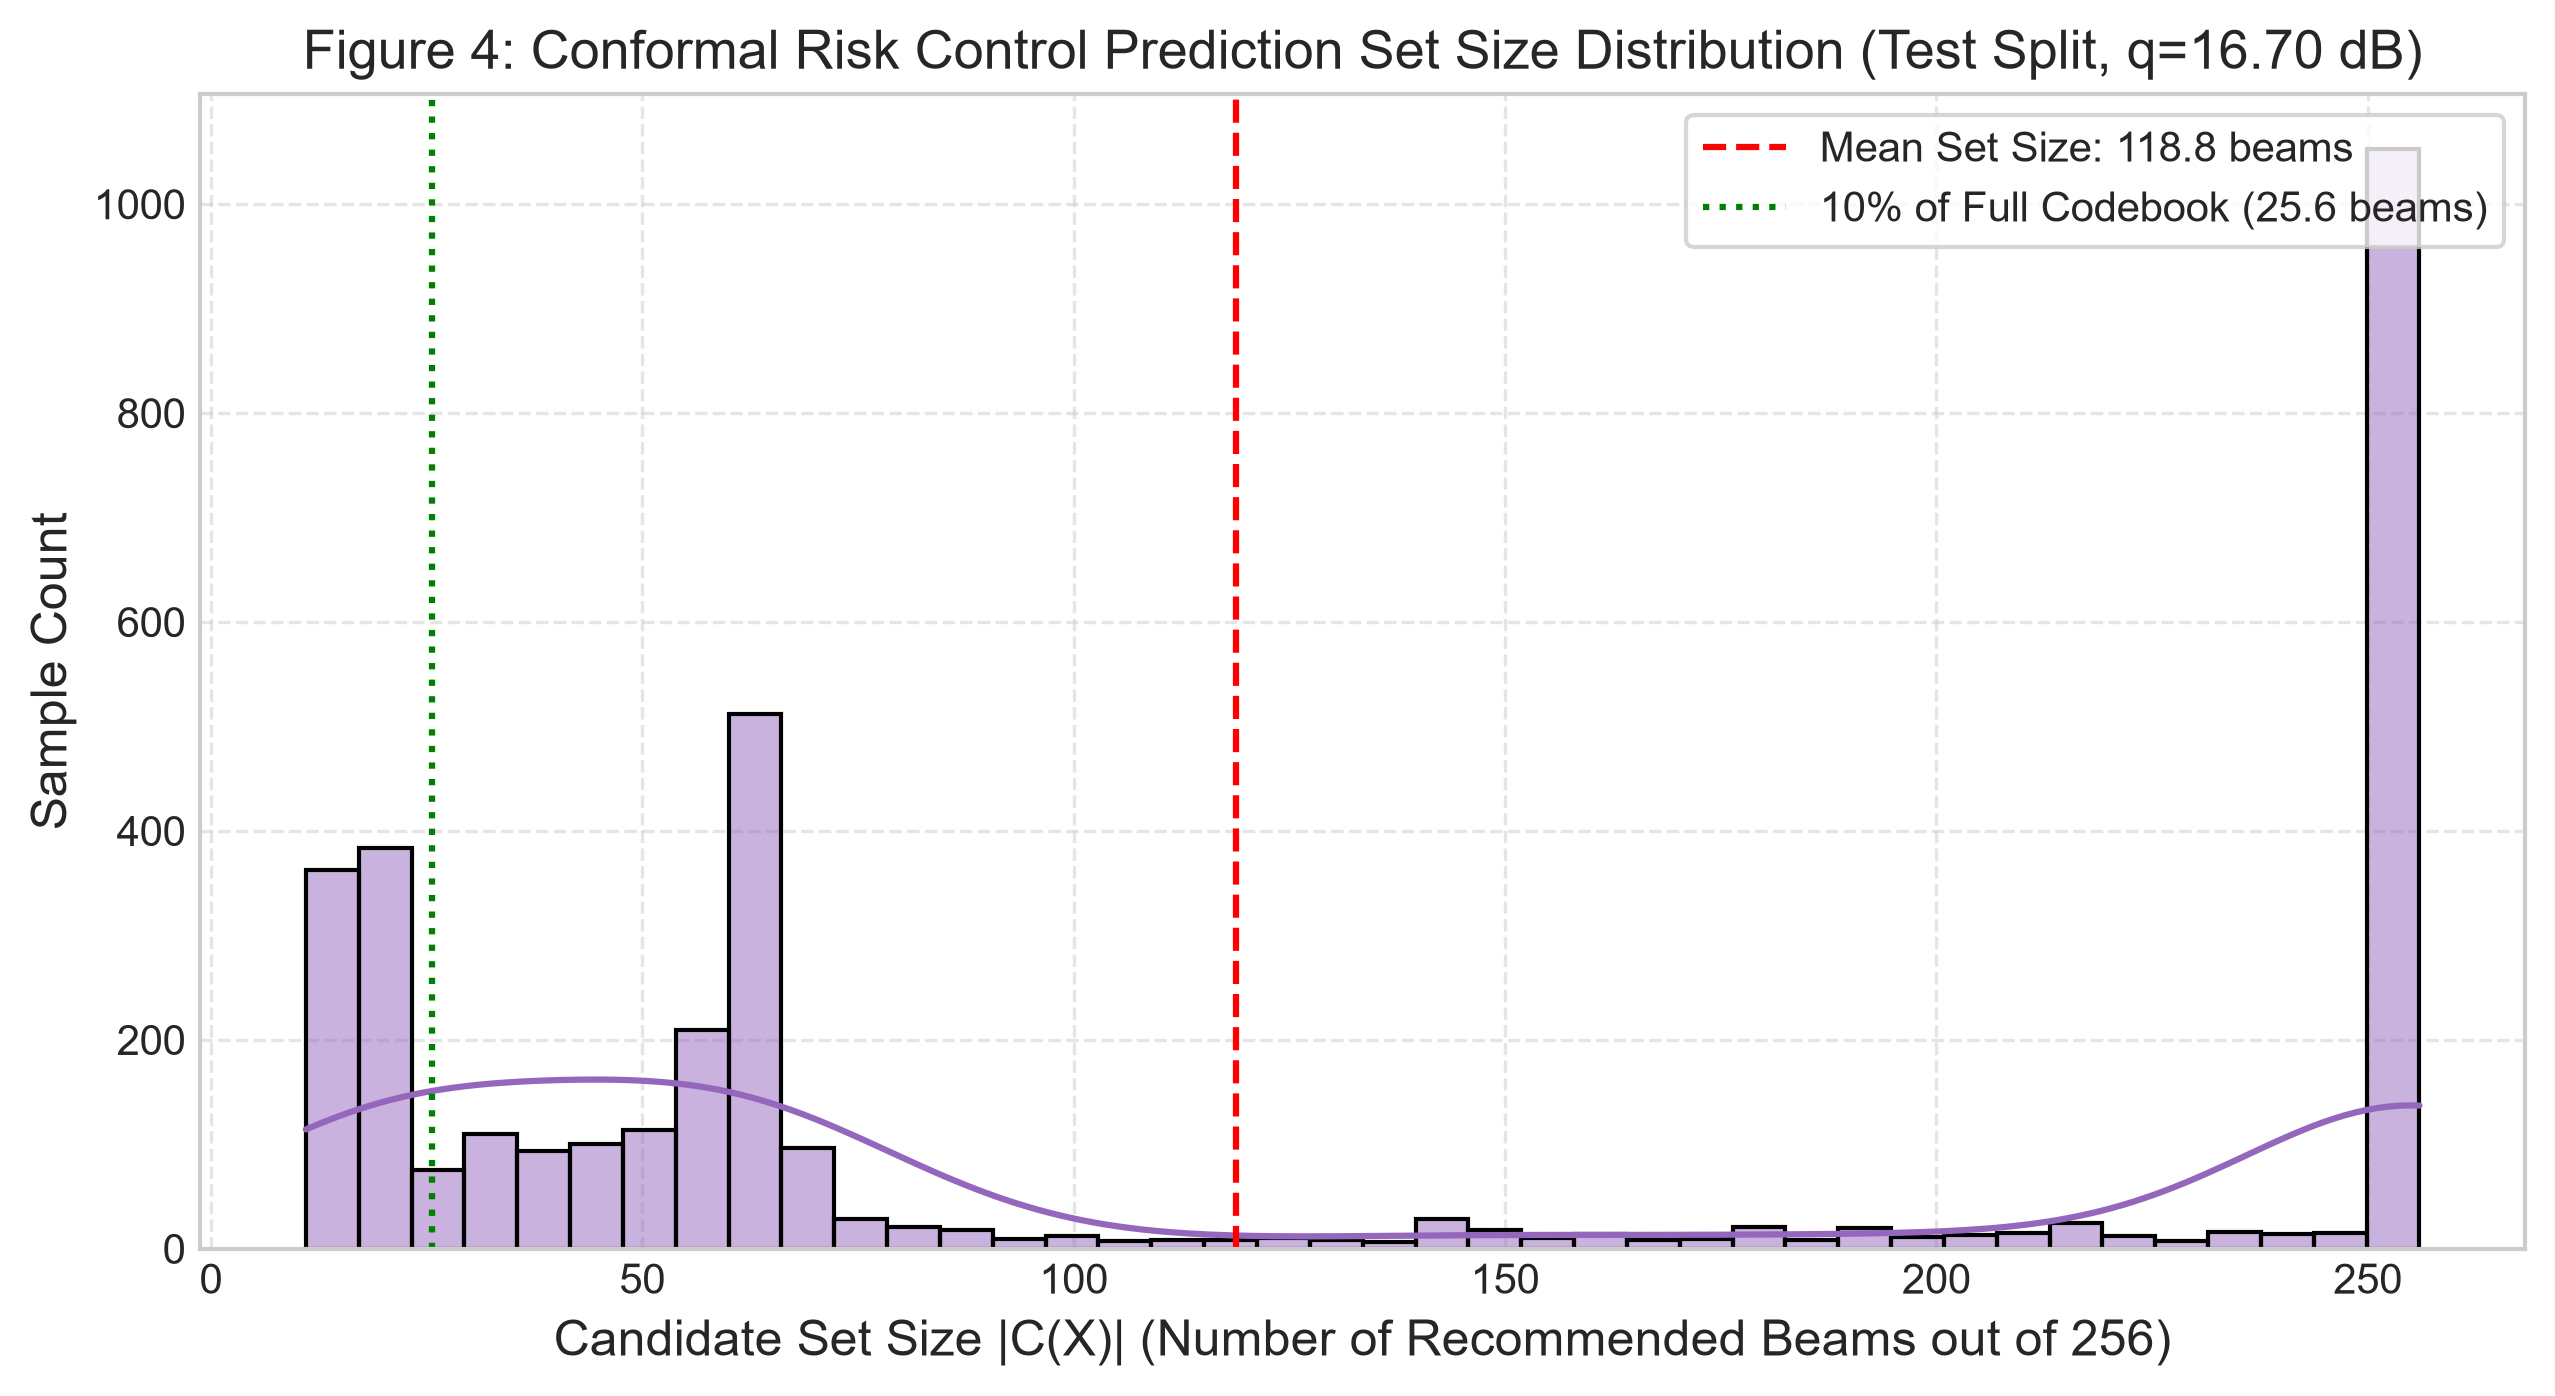 Figure 4: Conformal Risk Control Prediction Set Size Distribution (Test Split, q=16.70 dB)
Mean Set Size: 118.8 beams
10% of Full Codebook (25.6 beams)
Sample Count
1000
800
600
400
200
0
0 50 100 150 200 250
Candidate Set Size |C(X)| (Number of Recommended Beams out of 256)